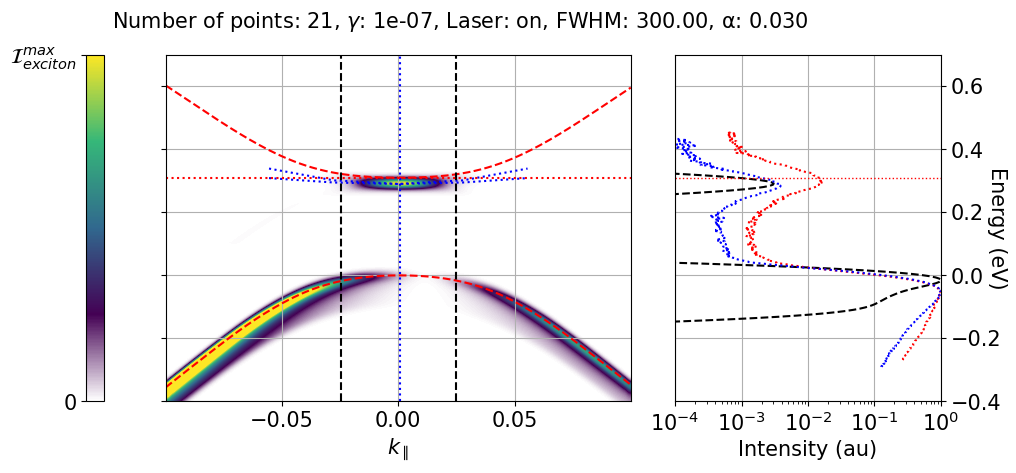 Number of points: 21, γ: 1e-07, Laser: on, FWHM: 300.00, α: 0.030
𝓘^max_exciton
0
−0.05 0.00 0.05
k∥
0.6
0.4
0.2
0.0
−0.2
−0.4
Energy (eV)
10^−4 10^−3 10^−2 10^−1 10^0
Intensity (au)